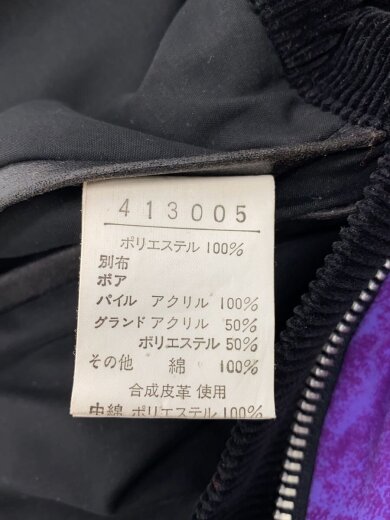 413005
ポリエステル 100%
別布
ボア
パイル アクリル 100%
グランド アクリル 50%
ポリエステル 50%
その他 綿 100%
合成皮革 使用
中綿 ポリエステル 100%